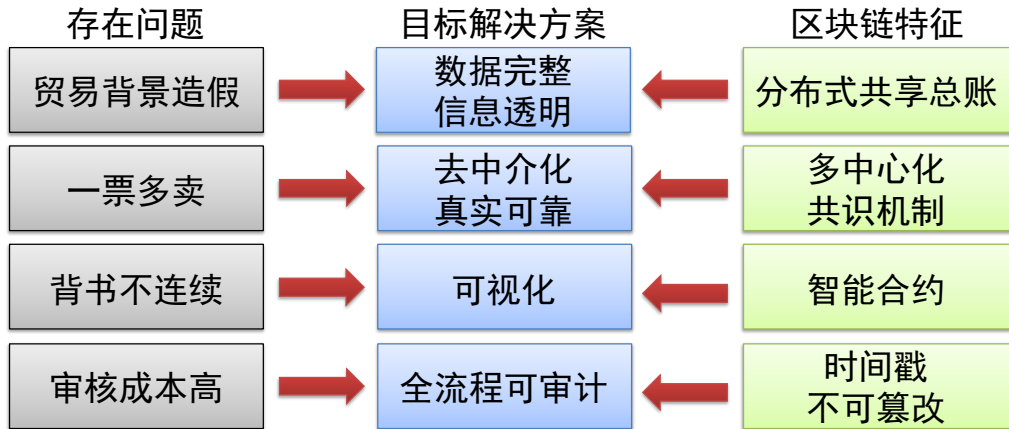 存在问题
目标解决方案
区块链特征
贸易背景造假
数据完整
信息透明
分布式共享总账
一票多卖
去中介化
真实可靠
多中心化
共识机制
背书不连续
可视化
智能合约
审核成本高
全流程可审计
时间戳
不可篡改